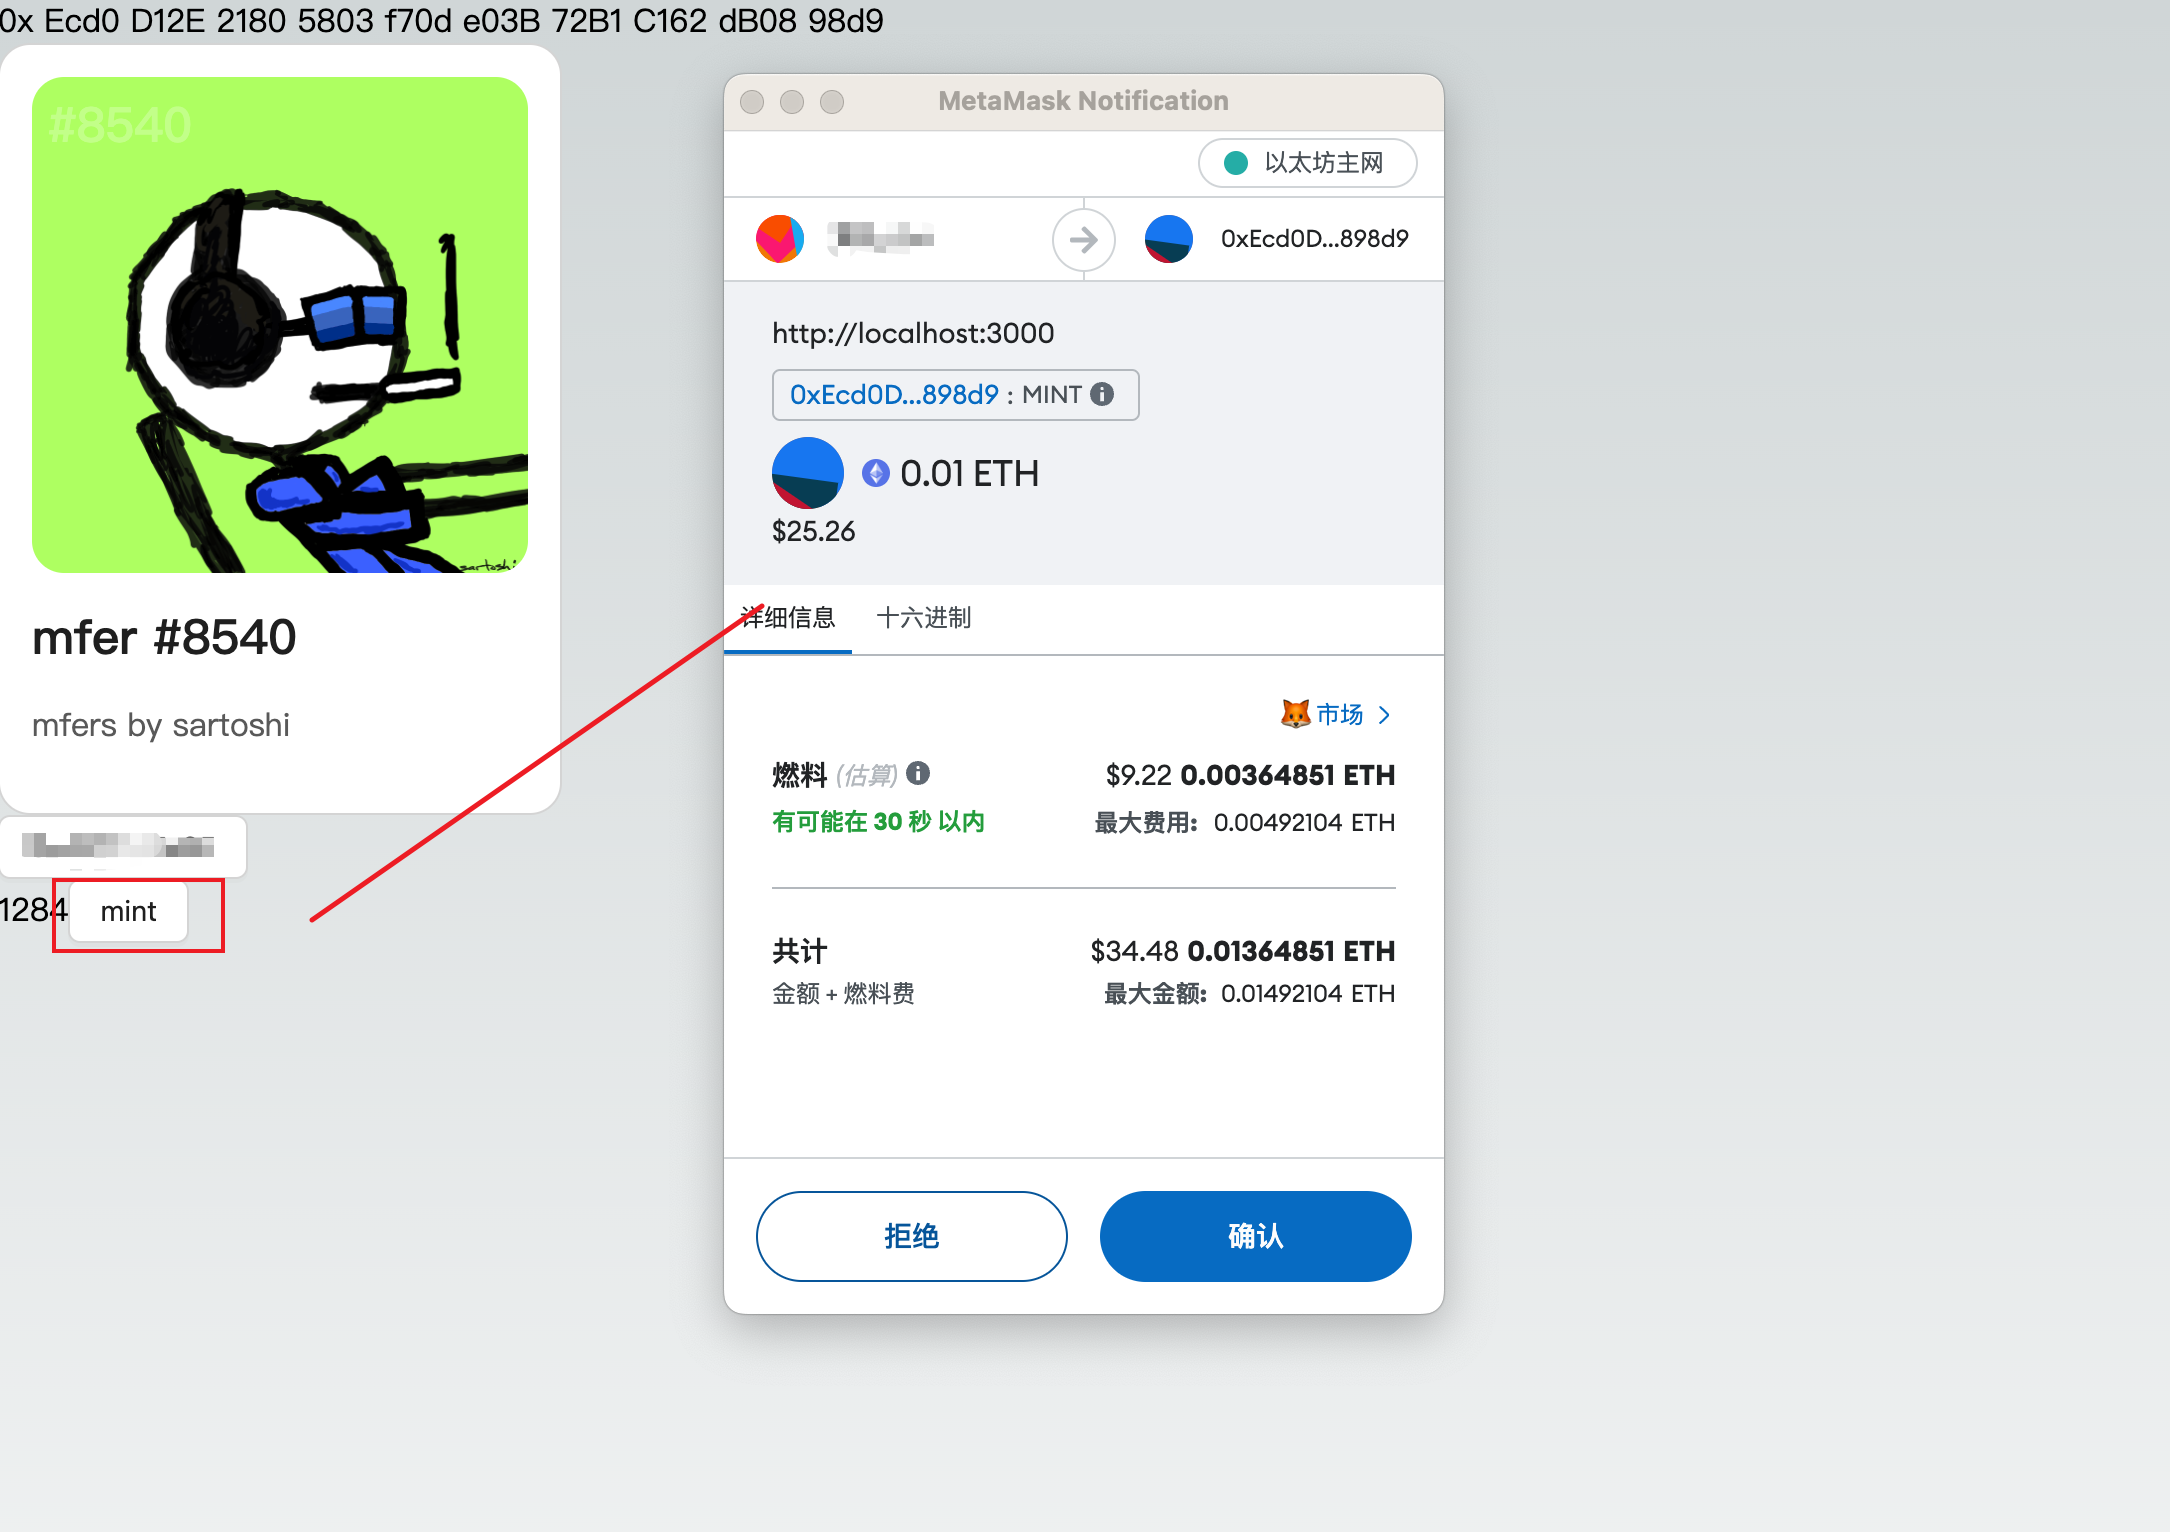 0x Ecd0 D12E 2180 5803 f70d e03B 72B1 C162 dB08 98d9
#8540
sartoshi
mfer #8540
mfers by sartoshi
1284
mint
MetaMask Notification
以太坊主网
0xEcd0D...898d9
http://localhost:3000
0xEcd0D...898d9 : MINT
0.01 ETH
$25.26
详细信息 十六进制
市场
燃料 (估算) $9.22 0.00364851 ETH
有可能在 30 秒 以内 最大费用: 0.00492104 ETH
共计 $34.48 0.01364851 ETH
金额 + 燃料费 最大金额: 0.01492104 ETH
拒绝 确认